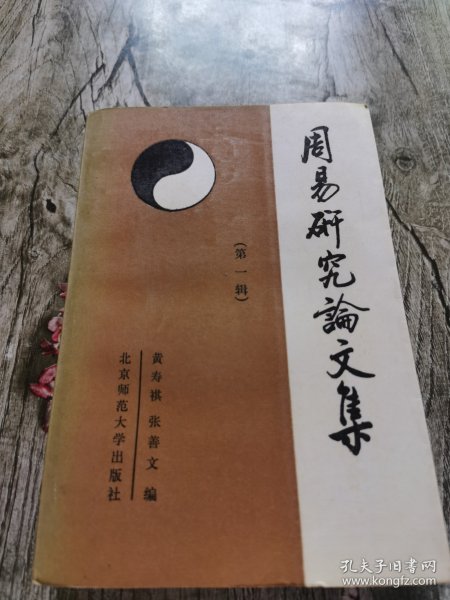 周易研究論文集
（第一辑）
黄寿祺 张善文 编
北京师范大学出版社
孔夫子旧书网
www.kongfz.com